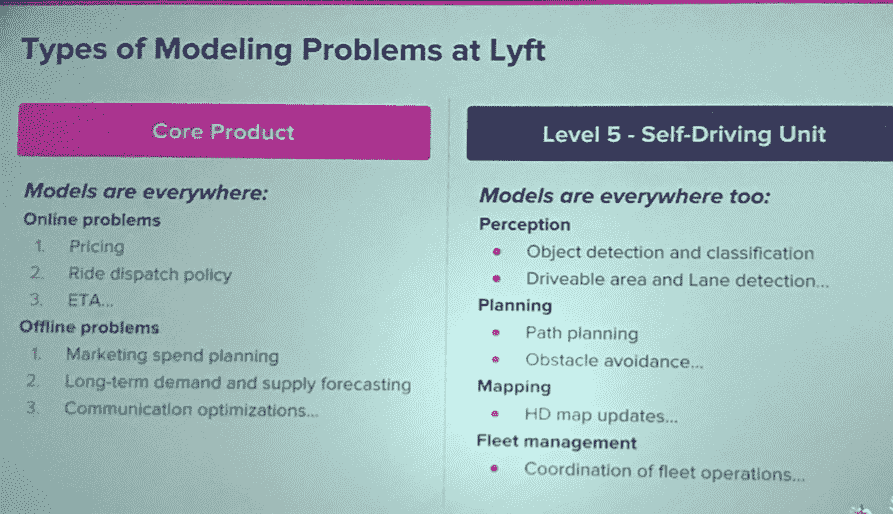 Types of Modeling Problems at Lyft
Core Product
Models are everywhere:
Online problems
1. Pricing
2. Ride dispatch policy
3. ETA...
Offline problems
1. Marketing spend planning
2. Long-term demand and supply forecasting
3. Communication optimizations...
Level 5 - Self-Driving Unit
Models are everywhere too:
Perception
• Object detection and classification
• Driveable area and Lane detection...
Planning
• Path planning
• Obstacle avoidance...
Mapping
• HD map updates...
Fleet management
• Coordination of fleet operations...